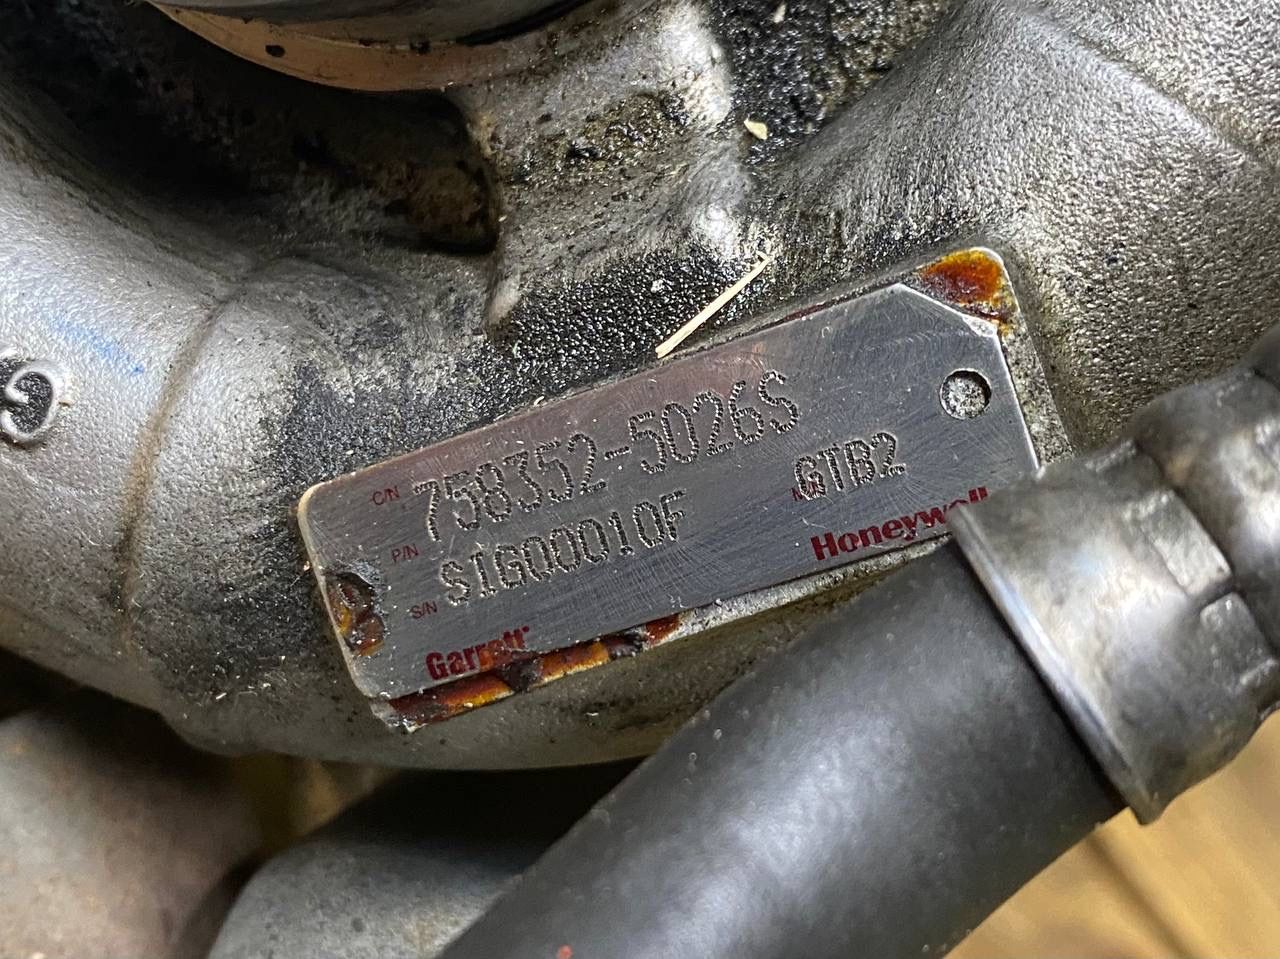 G
C/N 758352-5026S
P/N
S/N SIG00010F M/N GTB2
Garrett Honeywell